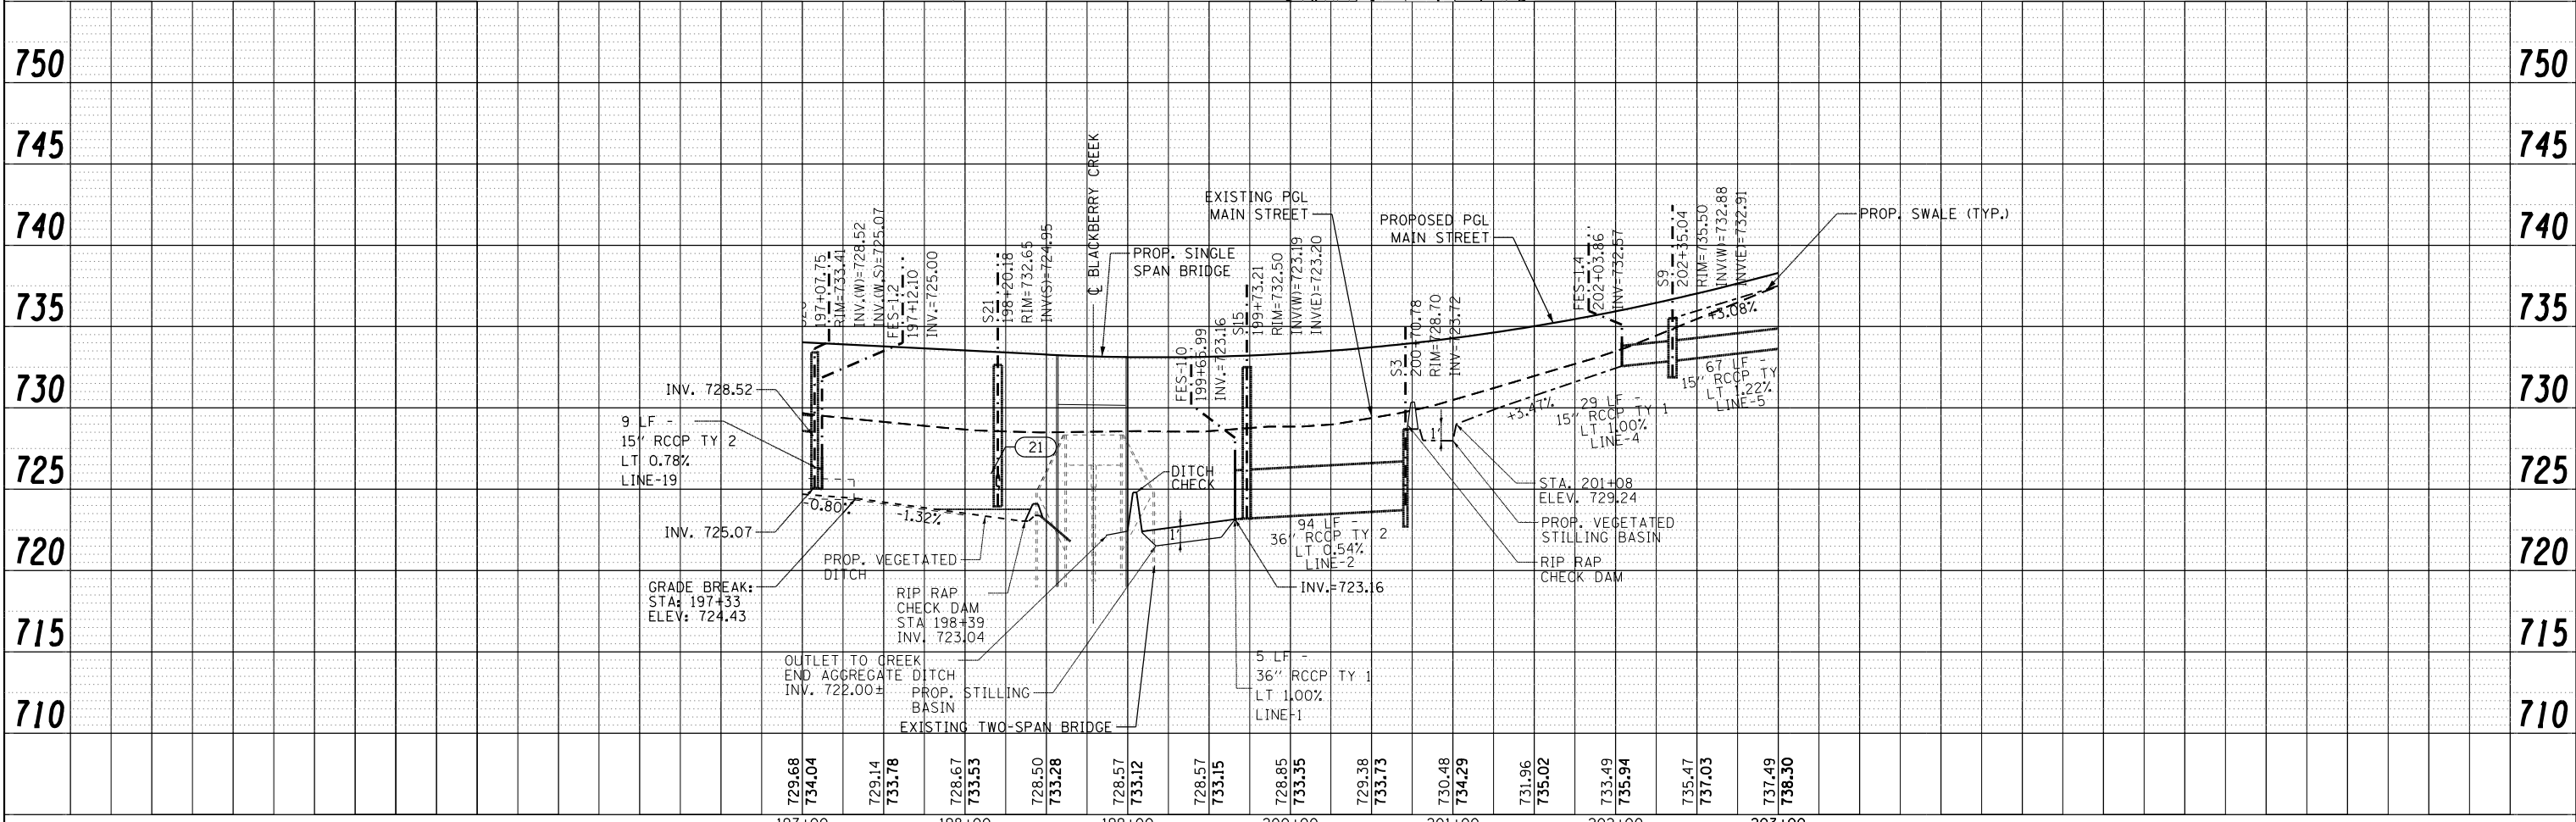 750
750
745
745
740
740
735
735
730
730
725
725
720
720
715
715
710
710
197+07.75
RIM=733.41
INV.(W)=728.52
INV.(W,S)=725.07
FES-1.2
197+12.10
INV.=725.00
S21
198+20.18
RIM=732.65
INV(S)=724.95
℄ BLACKBERRY CREEK
PROP. SINGLE
SPAN BRIDGE
EXISTING PGL
MAIN STREET
PROPOSED PGL
MAIN STREET
PROP. SWALE (TYP.)
FES-1.0
INV.=723.16
S15
199+73.21
RIM=732.50
INV(W)=723.19
INV(E)=723.20
S3
200+70.78
RIM=728.70
INV=723.72
FES-1.4
202+03.86
INV=732.57
S9
202+35.04
RIM=735.50
INV(W)=732.88
INV(E)=732.91
+3.08%
67 LF -
15" RCCP TY
LT 1.22%
LINE-5
+3.47%
29 LF -
15" RCCP TY 1
LT 1.00%
LINE-4
INV. 728.52
9 LF -
15" RCCP TY 2
LT 0.78%
LINE-19
INV. 725.07
-0.80%
-1.32%
21
DITCH
CHECK
1'
1'
STA. 201+08
ELEV. 729.24
PROP. VEGETATED
STILLING BASIN
RIP RAP
CHECK DAM
94 LF -
36" RCCP TY 2
LT 0.54%
LINE-2
INV.=723.16
PROP. VEGETATED
DITCH
GRADE BREAK:
STA: 197+33
ELEV: 724.43
RIP RAP
CHECK DAM
STA 198+39
INV. 723.04
OUTLET TO CREEK
END AGGREGATE DITCH
INV. 722.00±
PROP. STILLING
BASIN
EXISTING TWO-SPAN BRIDGE
5 LF -
36" RCCP TY 1
LT 1.00%
LINE-1
729.68
734.04
729.14
733.78
728.67
733.53
728.50
733.28
728.57
733.12
728.57
733.15
728.85
733.35
729.38
733.73
730.48
734.29
731.96
735.02
733.49
735.94
735.47
737.03
737.49
738.30